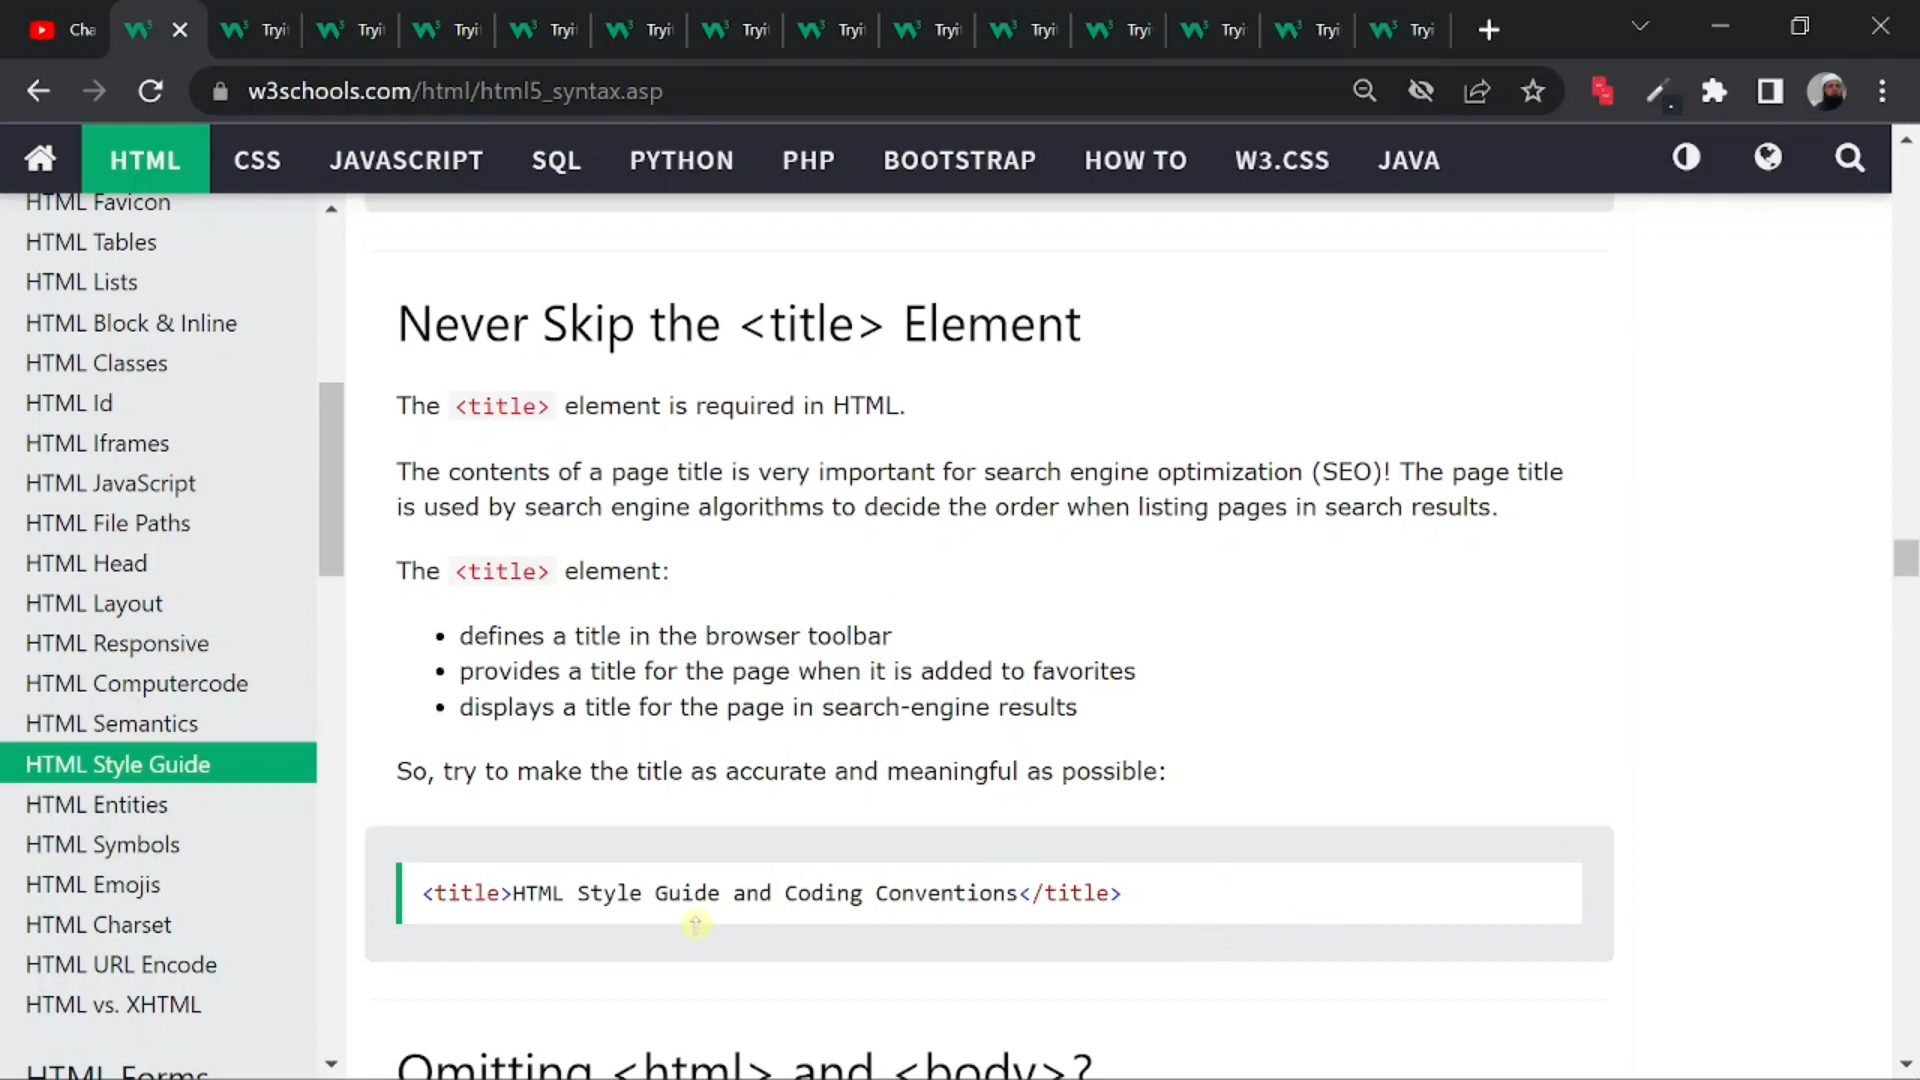 Cha
Tryi
Tryi
Tryi
Tryi
Tryi
Tryi
Tryi
Tryi
Tryi
Tryi
Tryi
Tryi
Tryi
w3schools.com/html/html5_syntax.asp
HTML CSS JAVASCRIPT SQL PYTHON PHP BOOTSTRAP HOW TO W3.CSS JAVA
HTML Favicon
HTML Tables
HTML Lists
HTML Block & Inline
HTML Classes
HTML Id
HTML Iframes
HTML JavaScript
HTML File Paths
HTML Head
HTML Layout
HTML Responsive
HTML Computercode
HTML Semantics
HTML Style Guide
HTML Entities
HTML Symbols
HTML Emojis
HTML Charset
HTML URL Encode
HTML vs. XHTML
HTML Forms
Never Skip the <title> Element
The <title> element is required in HTML.
The contents of a page title is very important for search engine optimization (SEO)! The page title
is used by search engine algorithms to decide the order when listing pages in search results.
The <title> element:
• defines a title in the browser toolbar
• provides a title for the page when it is added to favorites
• displays a title for the page in search-engine results
So, try to make the title as accurate and meaningful as possible:
<title>HTML Style Guide and Coding Conventions</title>
Omitting <html> and <body>?